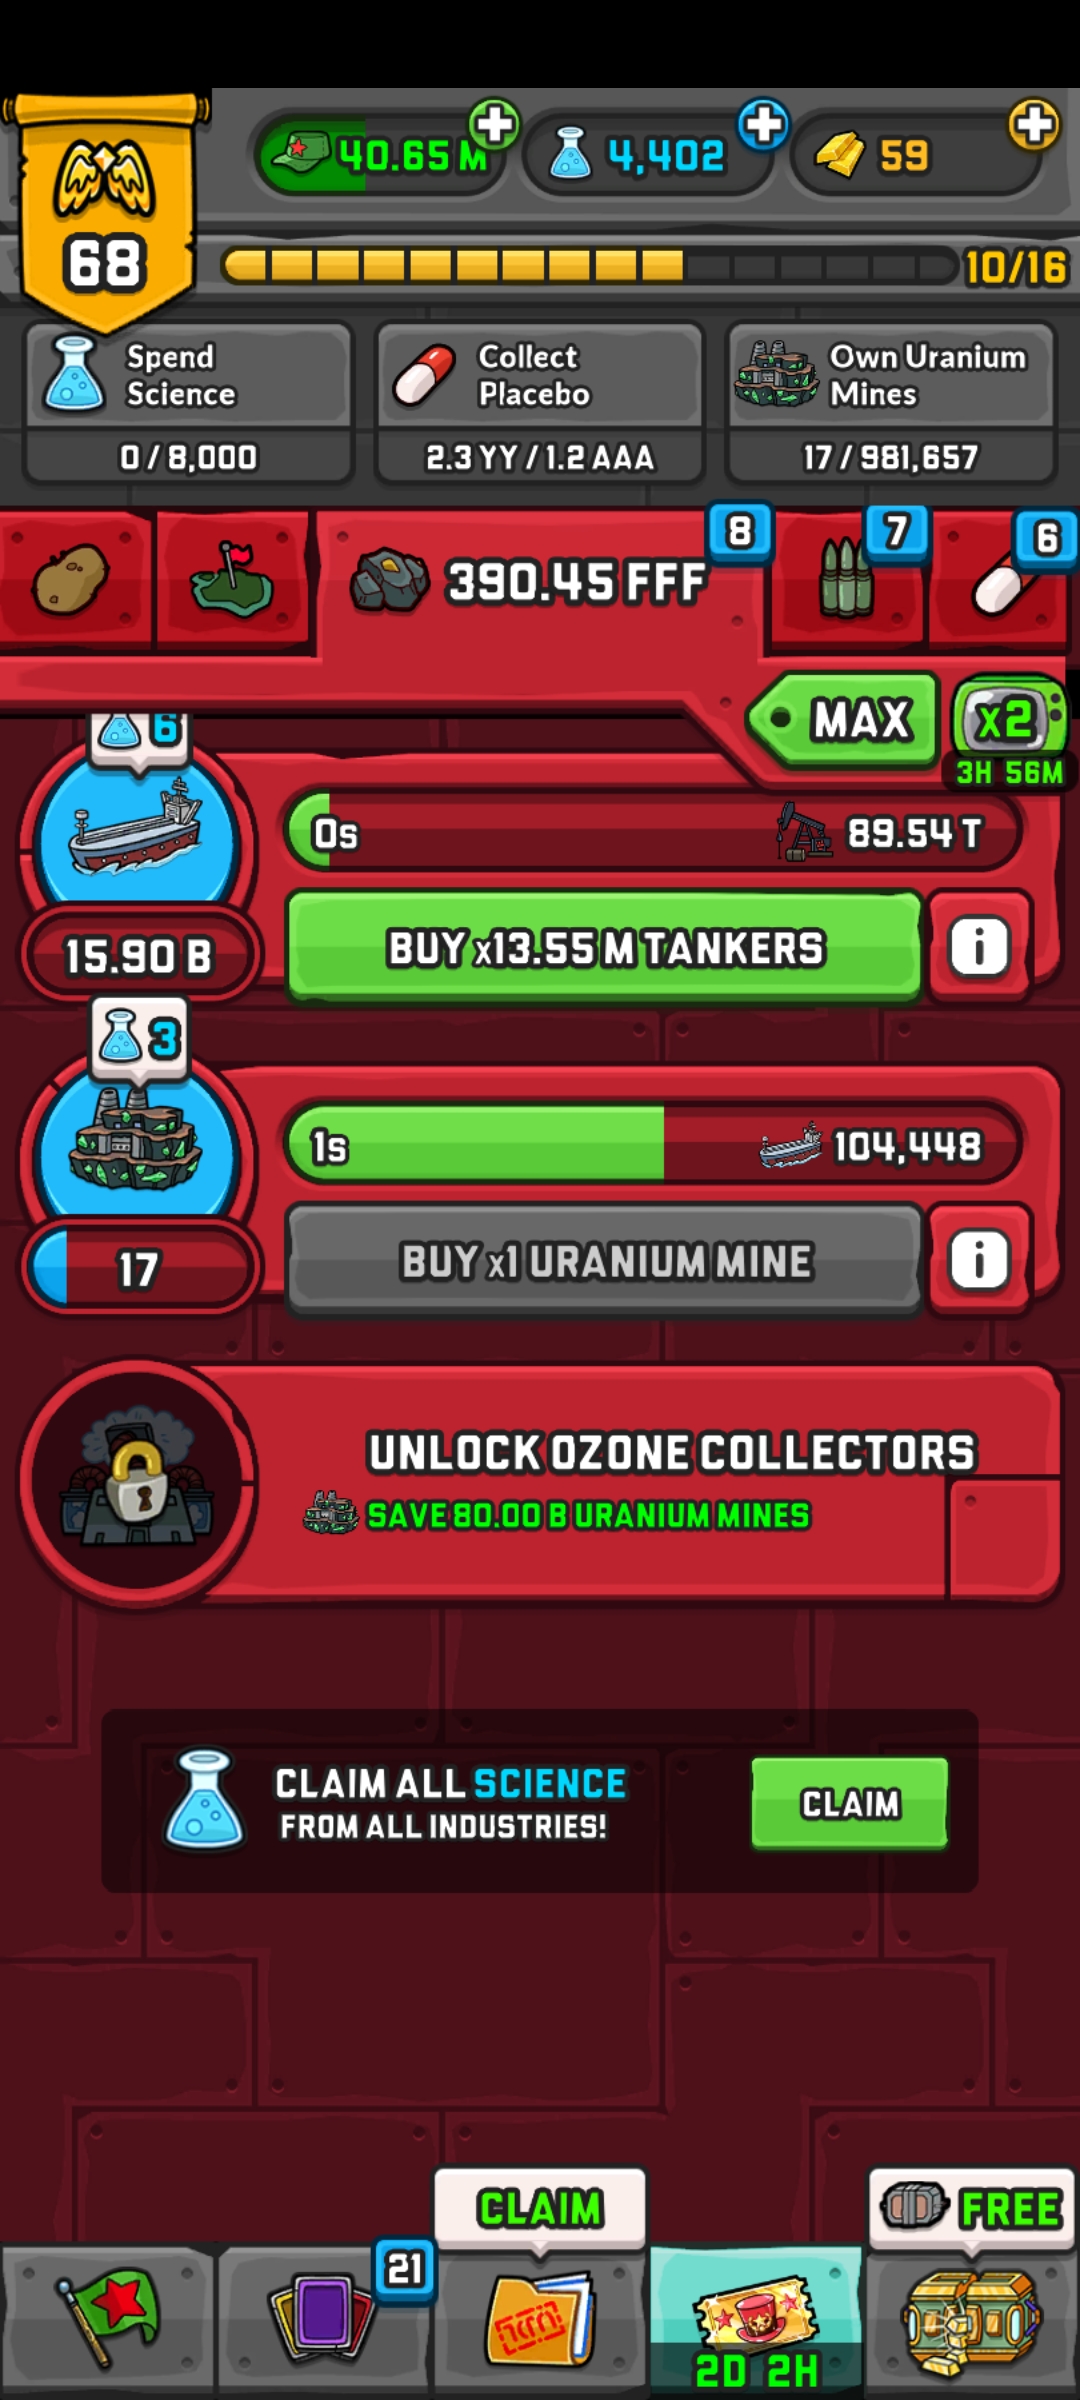 40.65 M
4,402
59
68
10/16
Spend
Science
0 / 8,000
Collect
Placebo
2.3 YY / 1.2 AAA
Own Uranium
Mines
17 / 981,657
390.45 FFF
8
7
6
MAX
x2
3H 56M
6
0s
89.54 T
15.90 B
BUY x13.55 M TANKERS
i
3
1s
104,448
17
BUY x1 URANIUM MINE
i
UNLOCK OZONE COLLECTORS
SAVE 80.00 B URANIUM MINES
CLAIM ALL SCIENCE
FROM ALL INDUSTRIES!
CLAIM
CLAIM
FREE
21
2D 2H